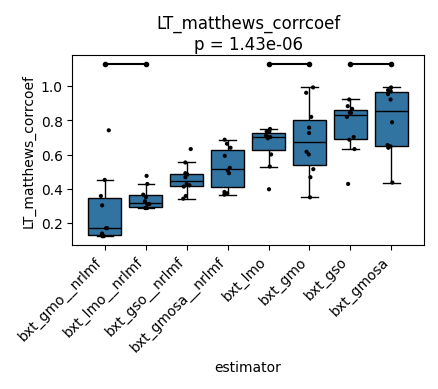 LT_matthews_corrcoef
p = 1.43e-06
LT_matthews_corrcoef
1.0
0.8
0.6
0.4
0.2
bxt_gmo__nrlmf
bxt_lmo__nrlmf
bxt_gso__nrlmf
bxt_gmosa__nrlmf
bxt_lmo
bxt_gmo
bxt_gso
bxt_gmosa
estimator